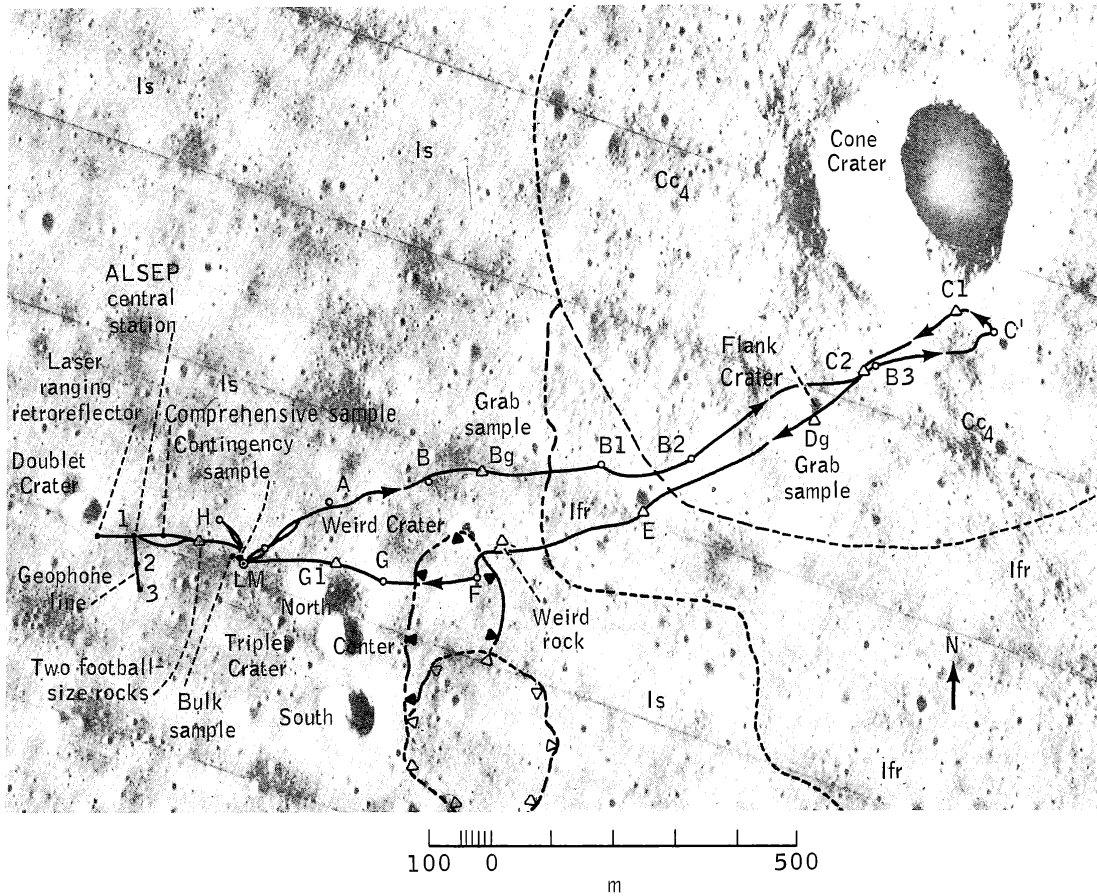 Is
Is
Cone
Crater
Cc4
ALSEP
central
station
C1
C'
Laser
ranging
retroreflector
Is
Flank
Crater
C2
B3
Comprehensive sample
Contingency
sample
Grab
sample
Doublet
Crater
B
Bg
B1
B2
Dg
Grab
sample
Cc4
A
H
Weird Crater
Ifr
E
1
2
3
LM
G1
G
F
Geophone
line
North
Center
South
Triplet
Crater
Weird
rock
Ifr
Two football-
size rocks
Bulk
sample
Is
N
Ifr
100 0 500
m